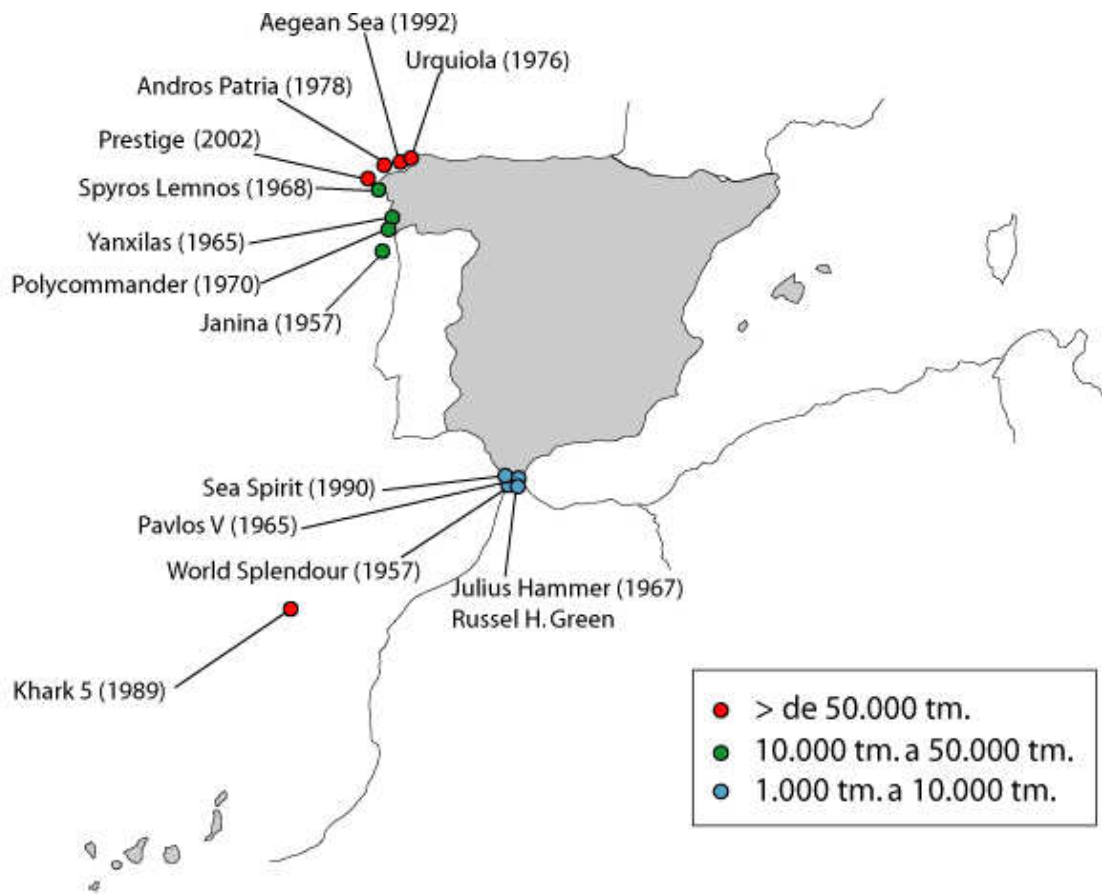 Aegean Sea (1992)
Urquiola (1976)
Andros Patria (1978)
Prestige (2002)
Spyros Lemnos (1968)
Yanxilas (1965)
Polycommander (1970)
Janina (1957)
Sea Spirit (1990)
Pavlos V (1965)
World Splendour (1957)
Julius Hammer (1967)
Russel H. Green
Khark 5 (1989)
> de 50.000 tm.
10.000 tm. a 50.000 tm.
1.000 tm. a 10.000 tm.